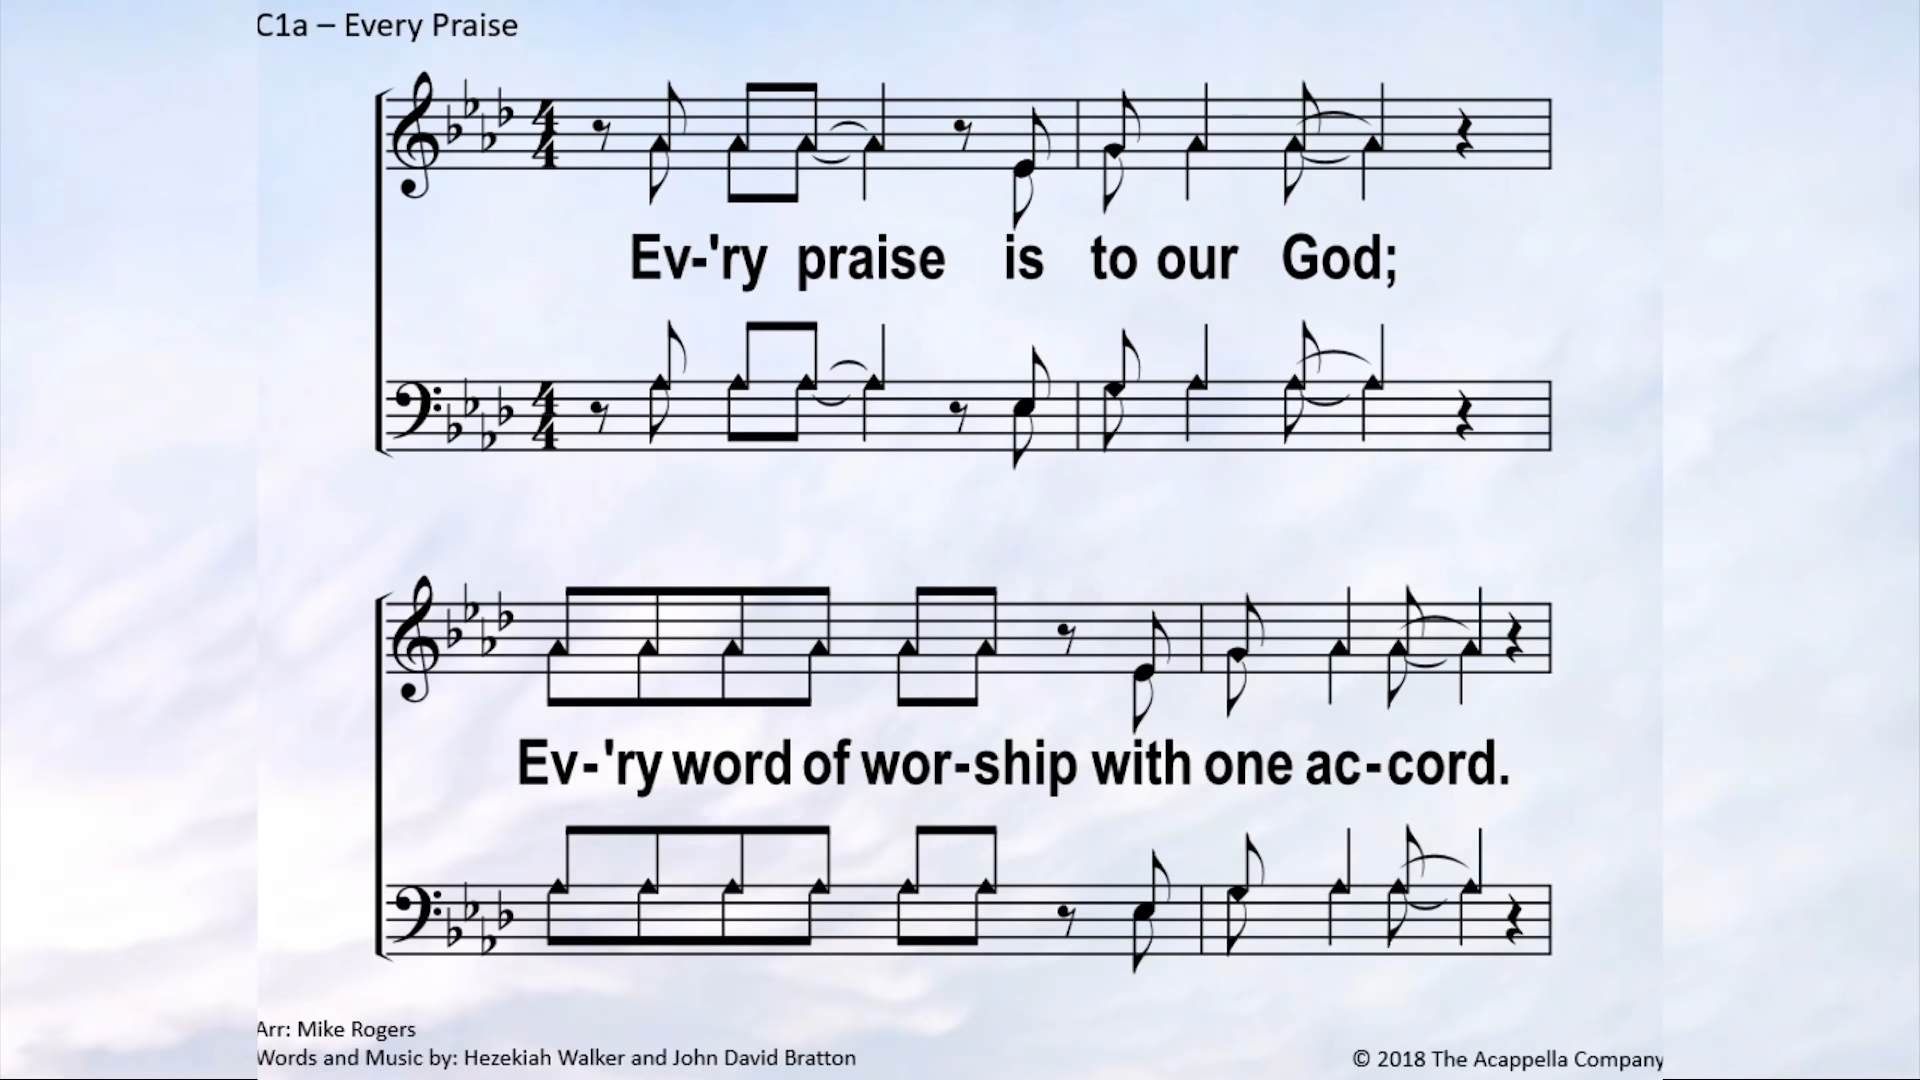 C1a – Every Praise
Ev-'ry praise is to our God;
Ev-'ry word of wor-ship with one ac-cord.
Arr: Mike Rogers
Words and Music by: Hezekiah Walker and John David Bratton
© 2018 The Acappella Company